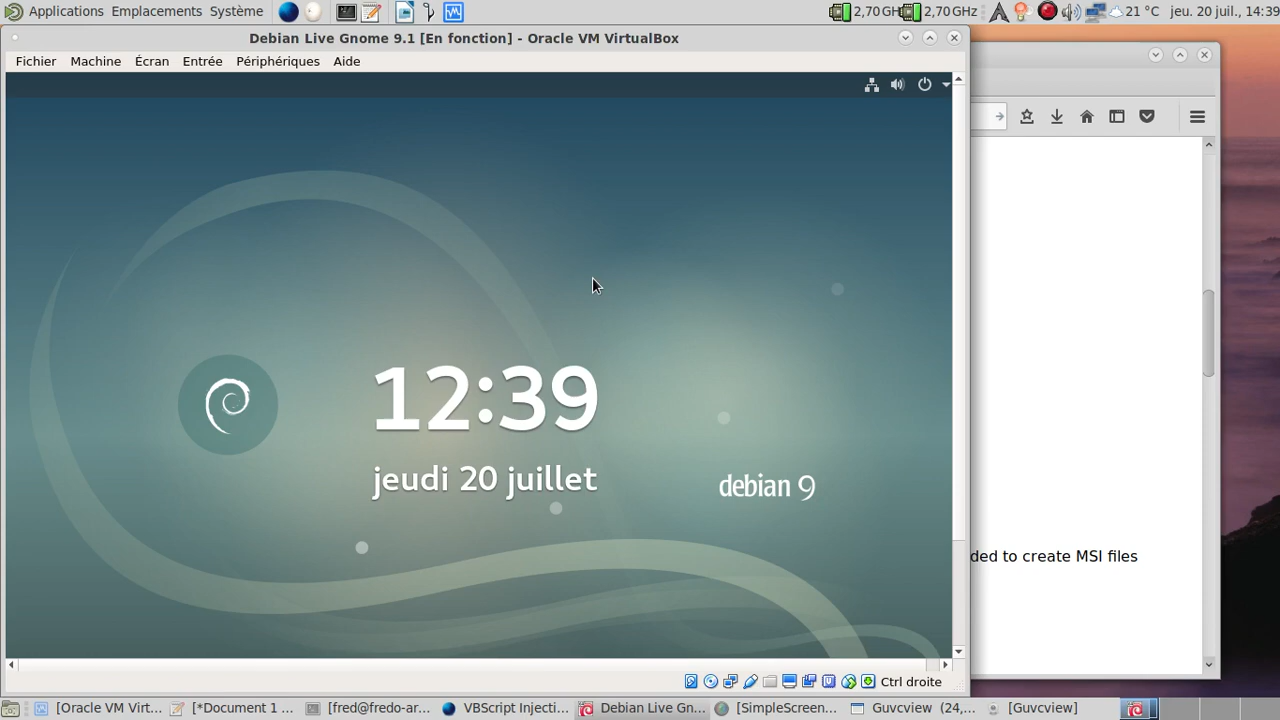 Applications Emplacements Système 2,70 GH 2,70 GHz 21 °C jeu. 20 juil., 14:39
Debian Live Gnome 9.1 [En fonction] - Oracle VM VirtualBox
Fichier Machine Écran Entrée Périphériques Aide
12:39
jeudi 20 juillet
debian 9
ded to create MSI files
Ctrl droite
[Oracle VM Virt... [*Document 1 ... [fred@fredo-ar... VBScript Injecti... Debian Live Gn... [SimpleScreen... Guvcview (24,... [Guvcview]